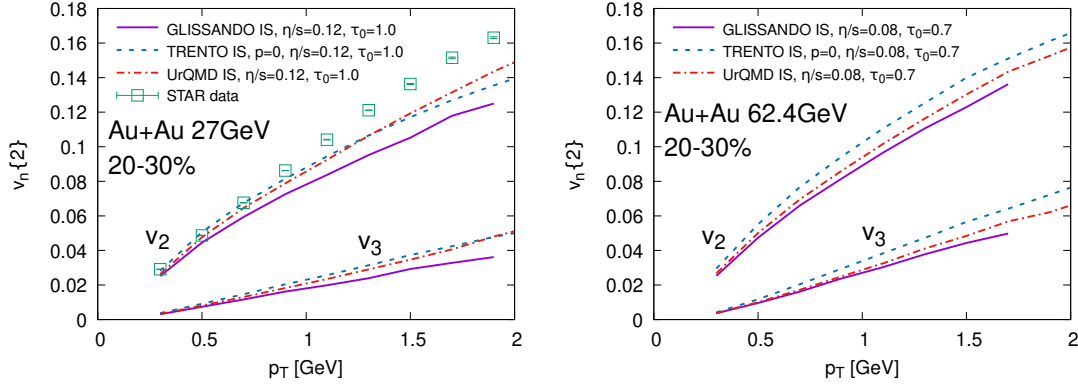 GLISSANDO IS, η/s=0.12, τ₀=1.0
TRENTO IS, p=0, η/s=0.12, τ₀=1.0
UrQMD IS, η/s=0.12, τ₀=1.0
STAR data
Au+Au 27GeV
20-30%
v₂
v₃
vₙ{2}
0.18
0.16
0.14
0.12
0.1
0.08
0.06
0.04
0.02
0
0 0.5 1 1.5 2
p_T [GeV]
GLISSANDO IS, η/s=0.08, τ₀=0.7
TRENTO IS, p=0, η/s=0.08, τ₀=0.7
UrQMD IS, η/s=0.08, τ₀=0.7
Au+Au 62.4GeV
20-30%
v₂
v₃
vₙ{2}
0.18
0.16
0.14
0.12
0.1
0.08
0.06
0.04
0.02
0
0 0.5 1 1.5 2
p_T [GeV]